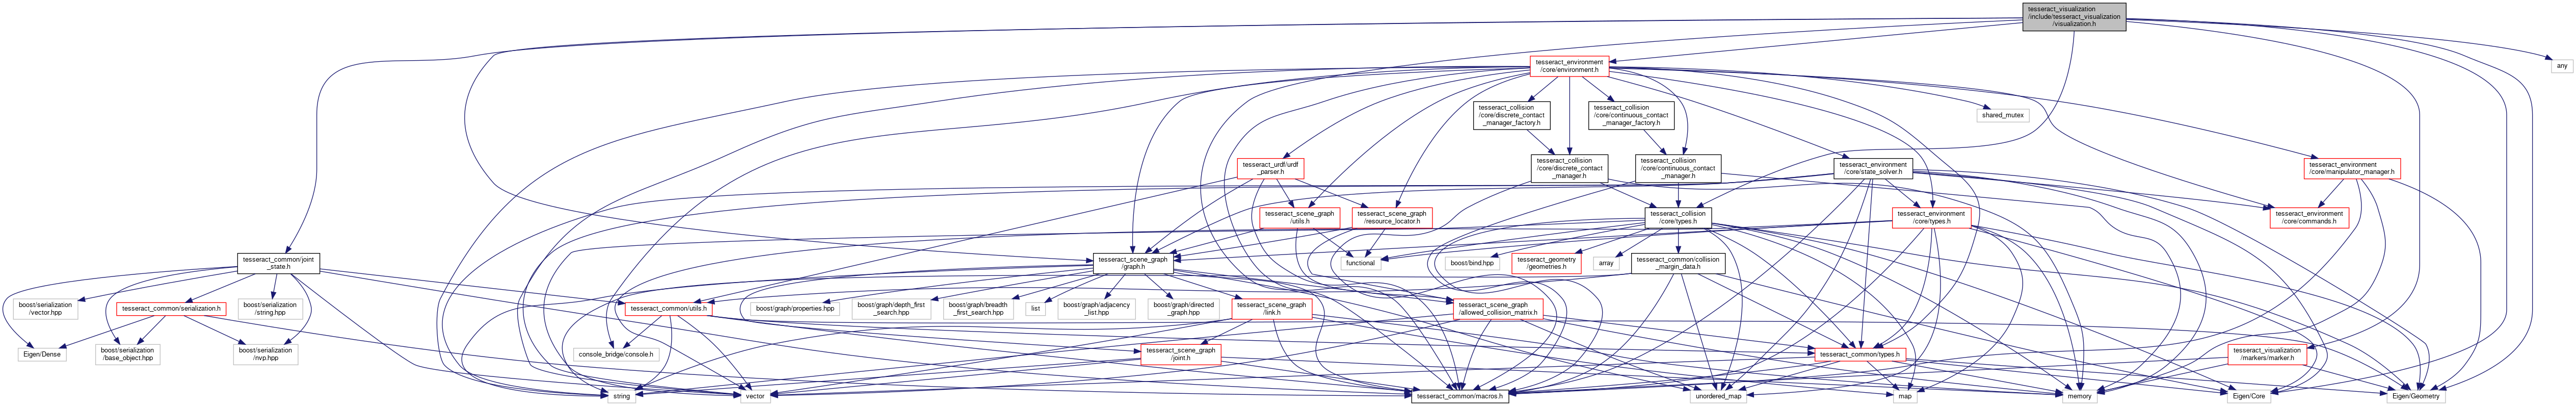 tesseract_visualization
/include/tesseract_visualization
/visualization.h
tesseract_environment
/core/environment.h
any
tesseract_collision
/core/discrete_contact
_manager_factory.h
tesseract_collision
/core/continuous_contact
_manager_factory.h
shared_mutex
tesseract_urdf/urdf
_parser.h
tesseract_collision
/core/discrete_contact
_manager.h
tesseract_collision
/core/continuous_contact
_manager.h
tesseract_environment
/core/state_solver.h
tesseract_environment
/core/manipulator_manager.h
tesseract_scene_graph
/utils.h
tesseract_scene_graph
/resource_locator.h
tesseract_collision
/core/types.h
tesseract_environment
/core/types.h
tesseract_environment
/core/commands.h
tesseract_common/joint
_state.h
tesseract_scene_graph
/graph.h
functional
boost/bind.hpp
tesseract_geometry
/geometries.h
array
tesseract_common/collision
_margin_data.h
boost/serialization
/vector.hpp
tesseract_common/serialization.h
boost/serialization
/string.hpp
tesseract_common/utils.h
boost/graph/properties.hpp
boost/graph/depth_first
_search.hpp
boost/graph/breadth
_first_search.hpp
list
boost/graph/adjacency
_list.hpp
boost/graph/directed
_graph.hpp
tesseract_scene_graph
/link.h
tesseract_scene_graph
/allowed_collision_matrix.h
Eigen/Dense
boost/serialization
/base_object.hpp
boost/serialization
/nvp.hpp
console_bridge/console.h
tesseract_scene_graph
/joint.h
tesseract_common/types.h
tesseract_visualization
/markers/marker.h
string
vector
tesseract_common/macros.h
unordered_map
map
memory
Eigen/Core
Eigen/Geometry